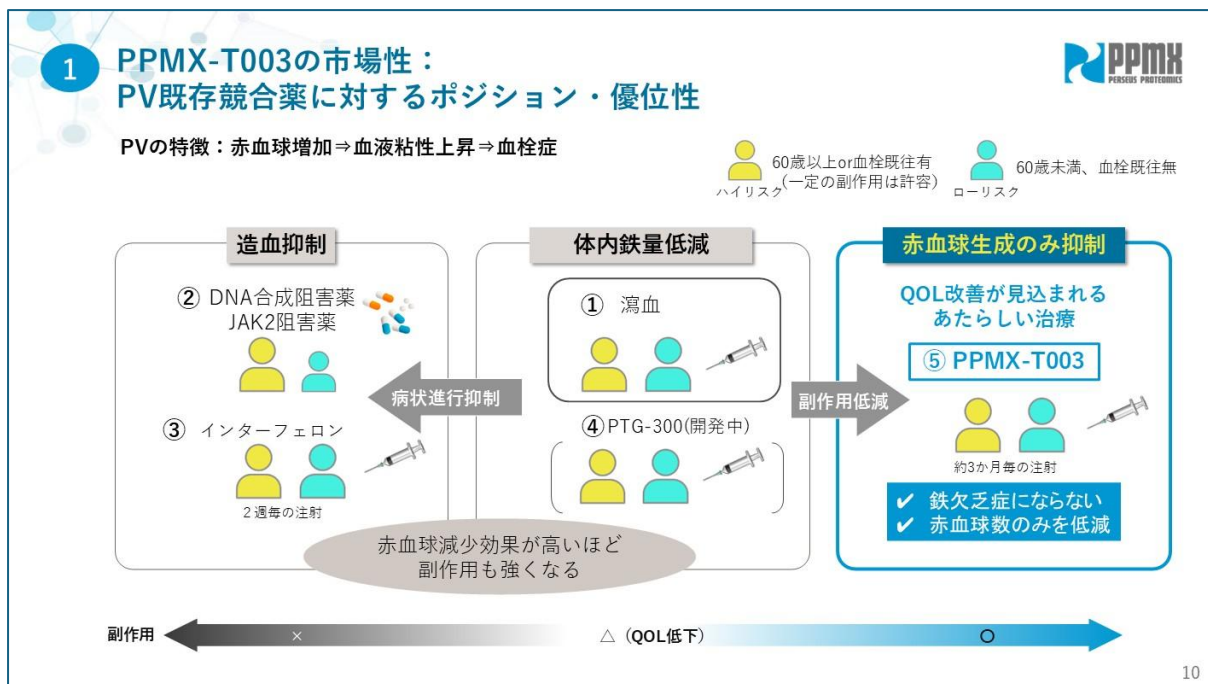 1
PPMX-T003の市場性：
PV既存競合薬に対するポジション・優位性
PPMX
PERSEUS PROTEOMICS
PVの特徴：赤血球増加⇒血液粘性上昇⇒血栓症
ハイリスク
60歳以上or血栓既往有
(一定の副作用は許容)
ローリスク
60歳未満、血栓既往無
造血抑制
② DNA合成阻害薬
JAK2阻害薬
③ インターフェロン
２週毎の注射
病状進行抑制
体内鉄量低減
① 瀉血
④PTG-300(開発中)
赤血球減少効果が高いほど
副作用も強くなる
副作用低減
赤血球生成のみ抑制
QOL改善が見込まれる
あたらしい治療
⑤ PPMX-T003
約3か月毎の注射
✔ 鉄欠乏症にならない
✔ 赤血球数のみを低減
副作用
×
△（QOL低下）
○
10